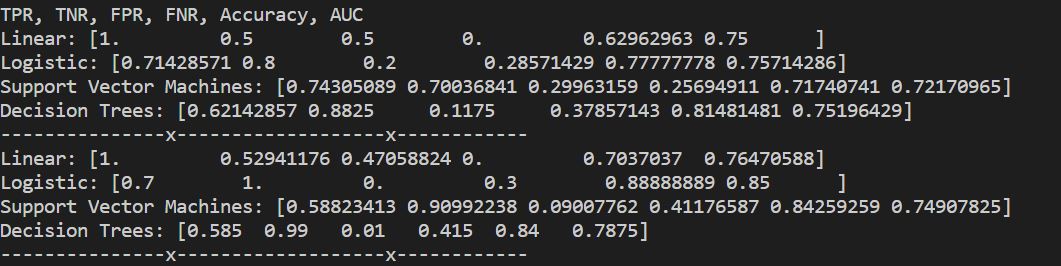 TPR, TNR, FPR, FNR, Accuracy, AUC
Linear: [1.         0.5        0.5        0.         0.62962963 0.75      ]
Logistic: [0.71428571 0.8        0.2        0.28571429 0.77777778 0.75714286]
Support Vector Machines: [0.74305089 0.70036841 0.29963159 0.25694911 0.71740741 0.72170965]
Decision Trees: [0.62142857 0.8825     0.1175     0.37857143 0.81481481 0.75196429]
---------------x-------------------x------------
Linear: [1.         0.52941176 0.47058824 0.         0.7037037  0.76470588]
Logistic: [0.7        1.         0.         0.3        0.88888889 0.85      ]
Support Vector Machines: [0.58823413 0.90992238 0.09007762 0.41176587 0.84259259 0.74907825]
Decision Trees: [0.585  0.99   0.01   0.415  0.84   0.7875]
---------------x-------------------x------------